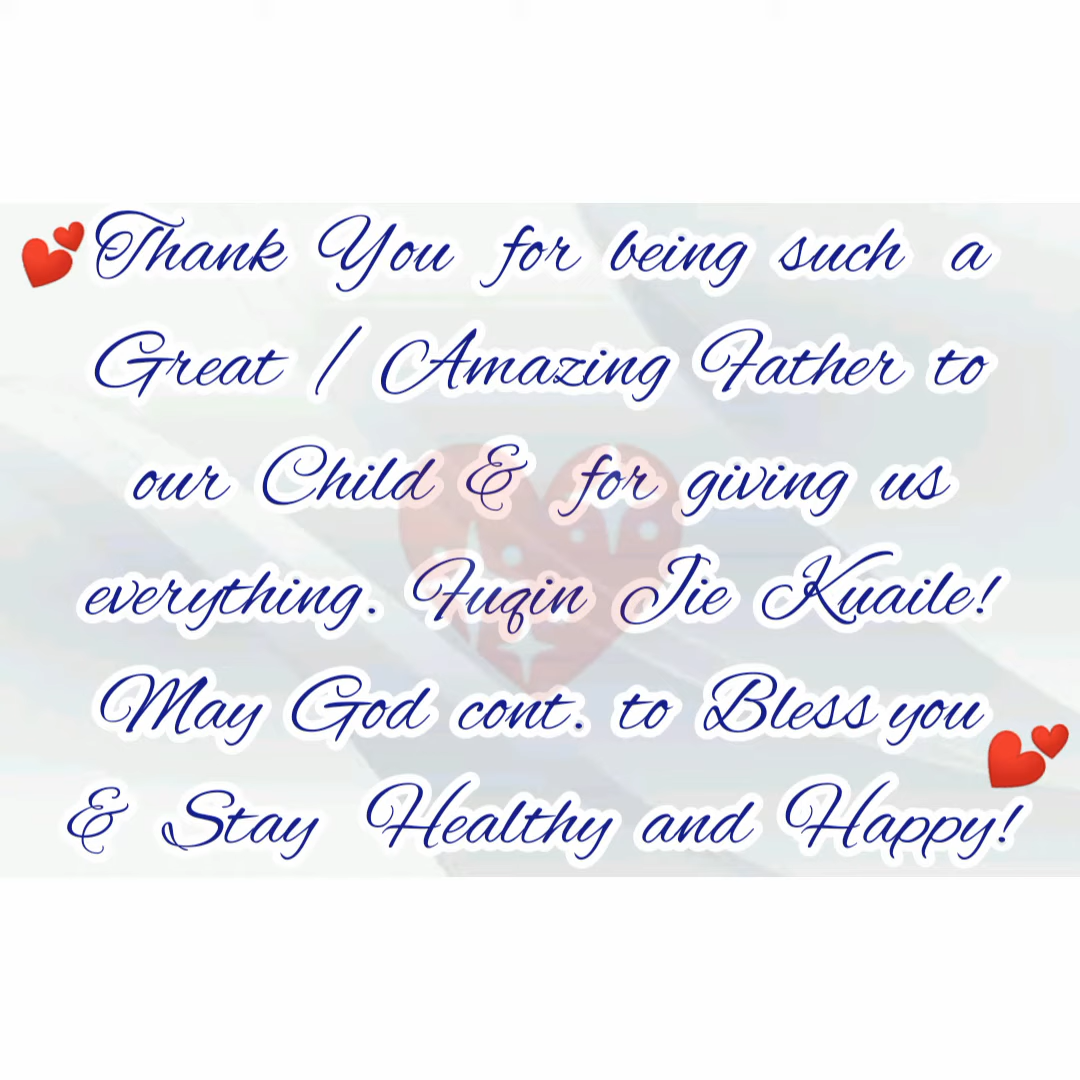 Thank You for being such a
Great / Amazing Father to
our Child & for giving us
everything. Fuqin Jie Kuaile!
May God cont. to Bless you
& Stay Healthy and Happy!